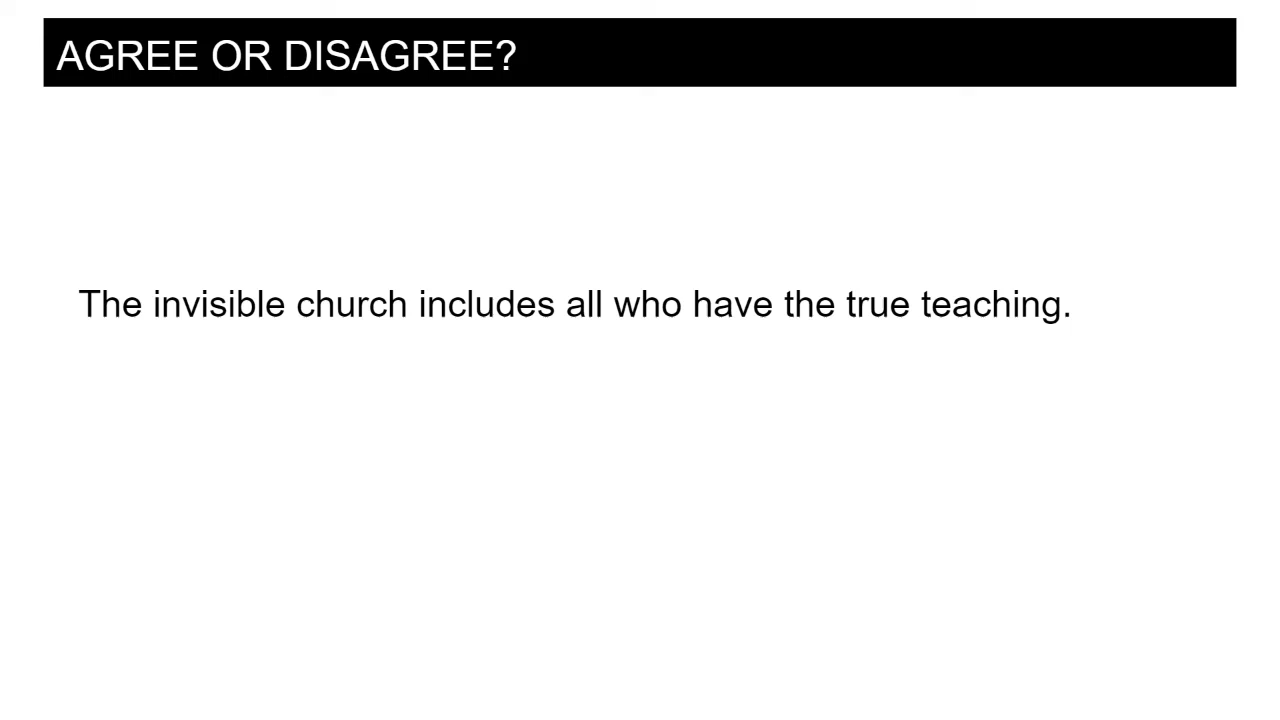 AGREE OR DISAGREE?
The invisible church includes all who have the true teaching.